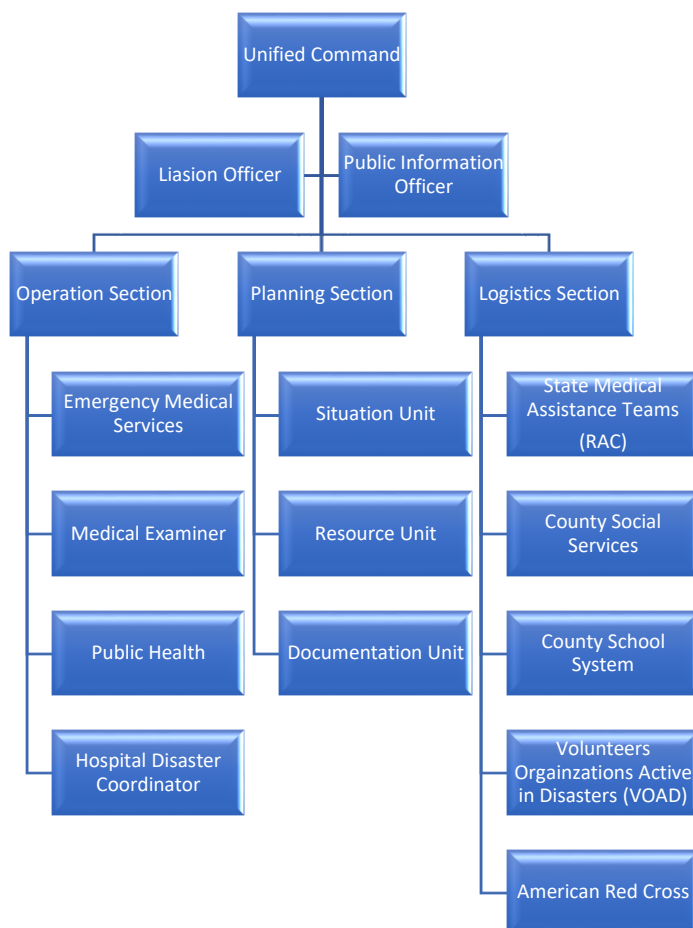 Unified Command
Liasion Officer
Public Information
Officer
Operation Section
Planning Section
Logistics Section
Emergency Medical
Services
Medical Examiner
Public Health
Hospital Disaster
Coordinator
Situation Unit
Resource Unit
Documentation Unit
State Medical
Assistance Teams
(RAC)
County Social
Services
County School
System
Volunteers
Orgainzations Active
in Disasters (VOAD)
American Red Cross